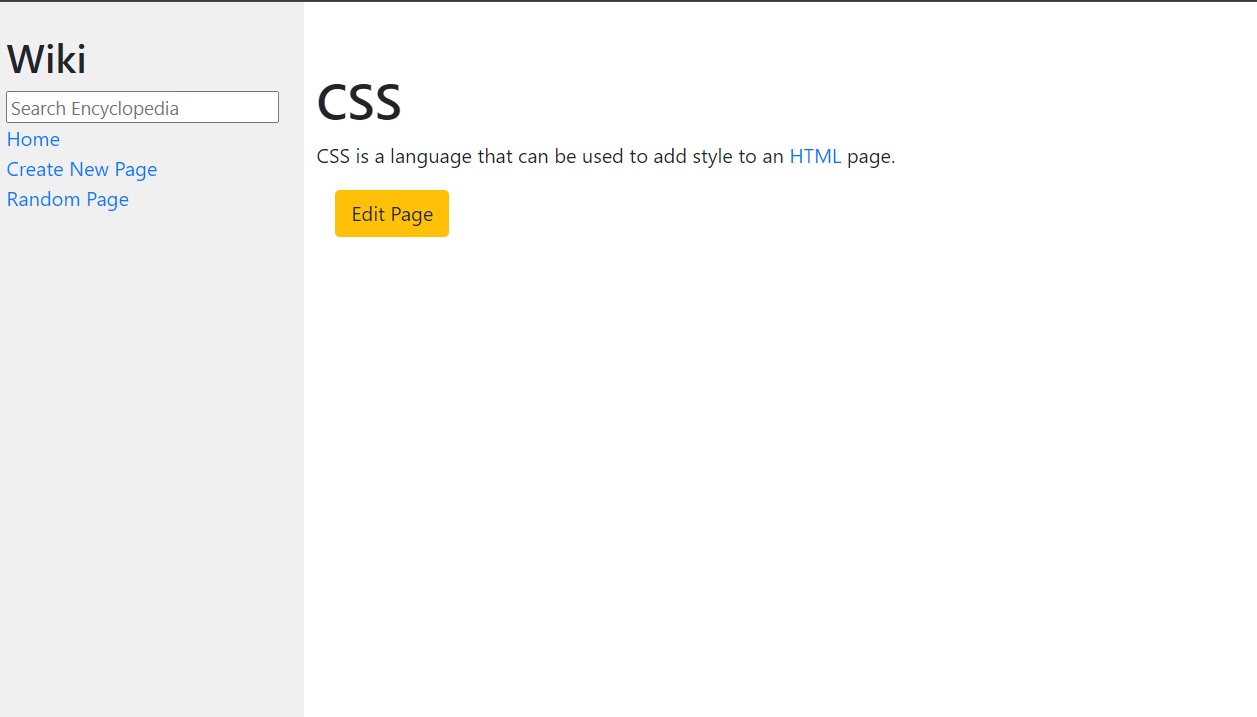 Wiki
Search Encyclopedia
Home
Create New Page
Random Page
CSS
CSS is a language that can be used to add style to an HTML page.
Edit Page